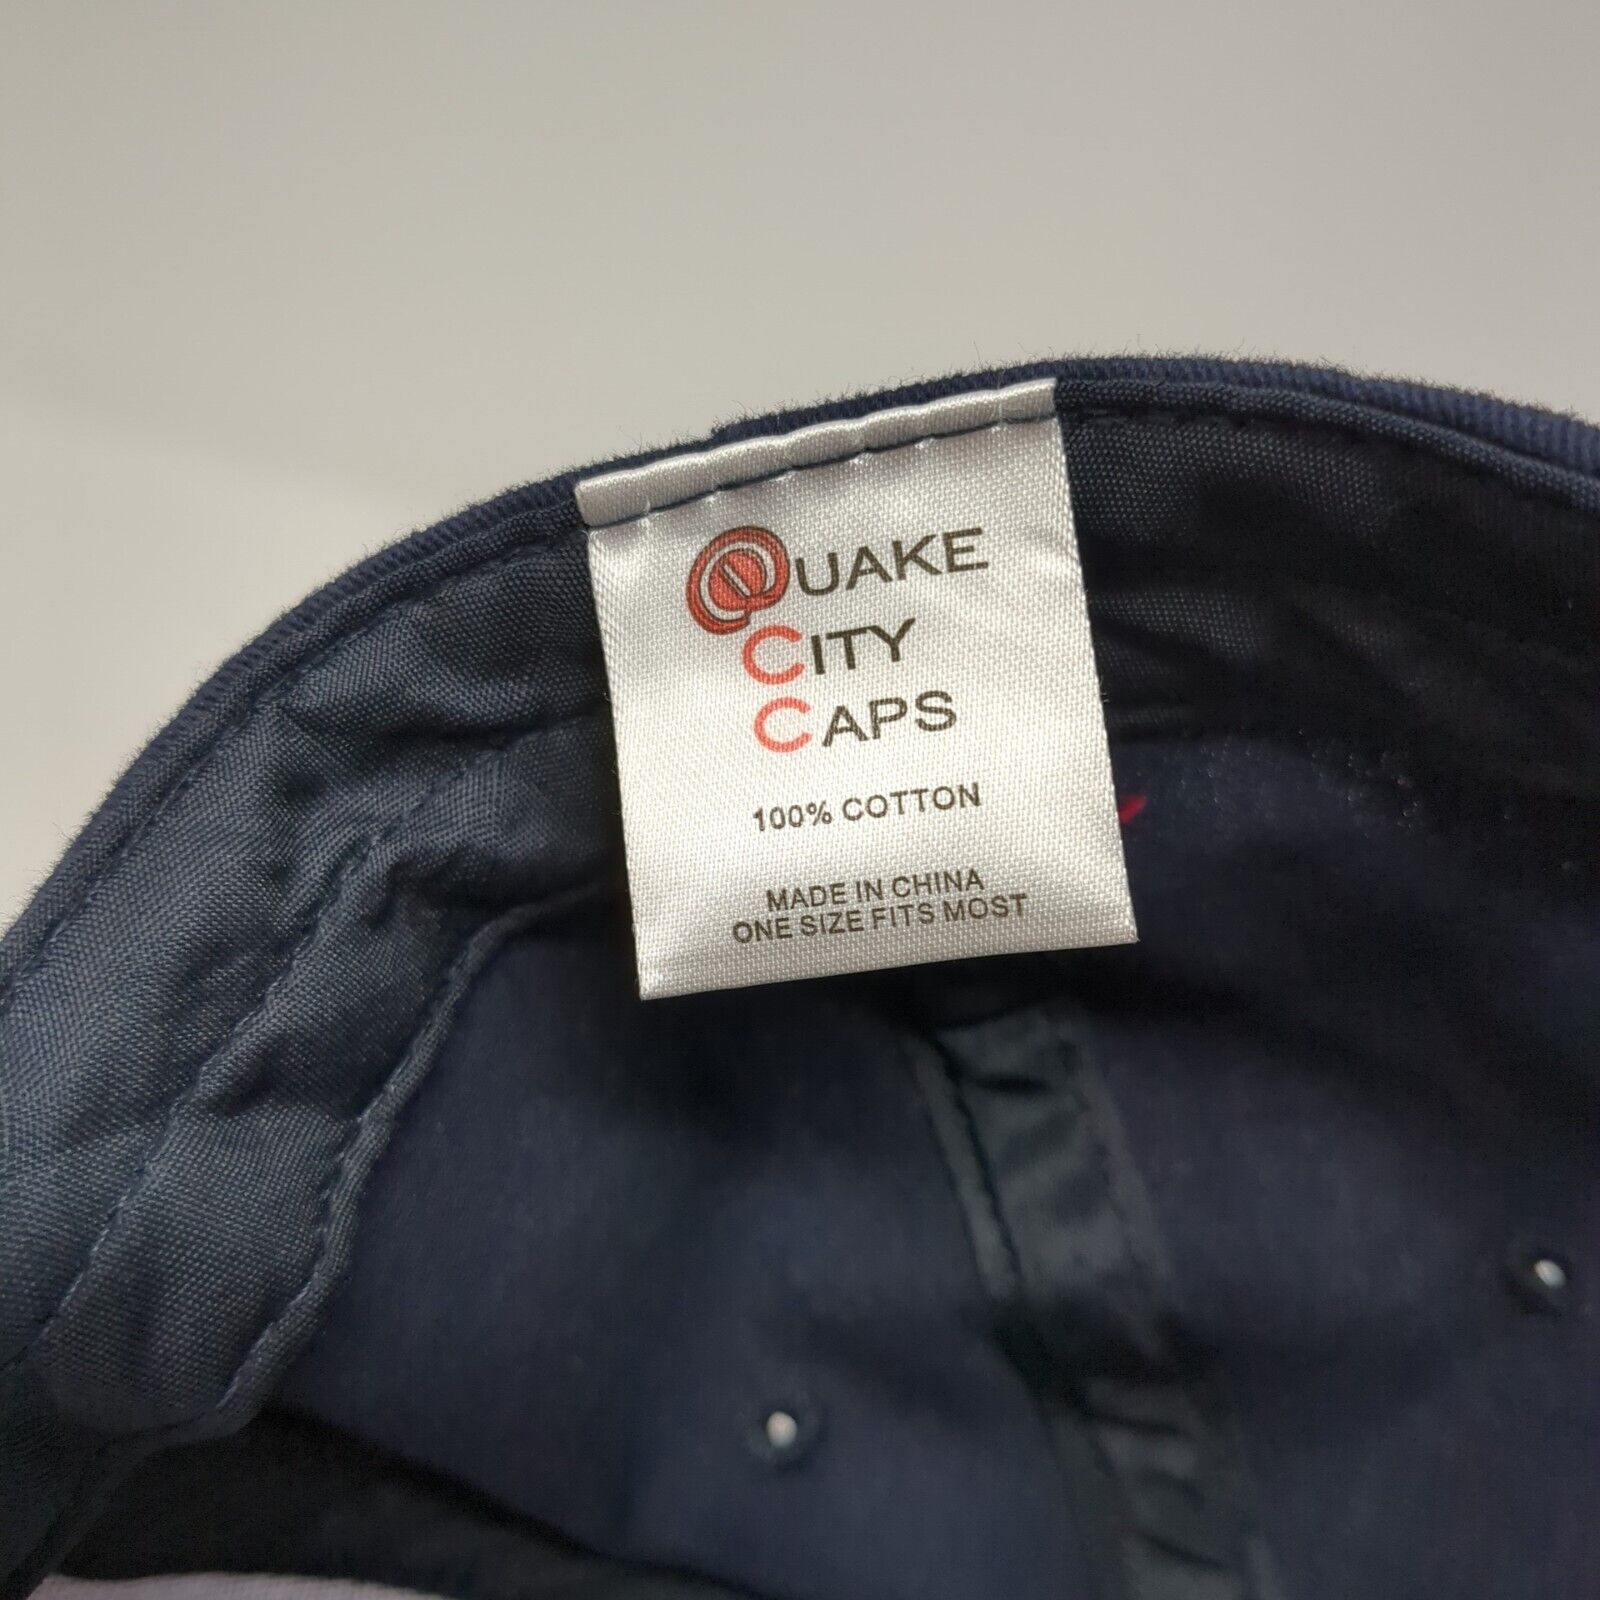 QUAKE
CITY
CAPS
100% COTTON
MADE IN CHINA
ONE SIZE FITS MOST